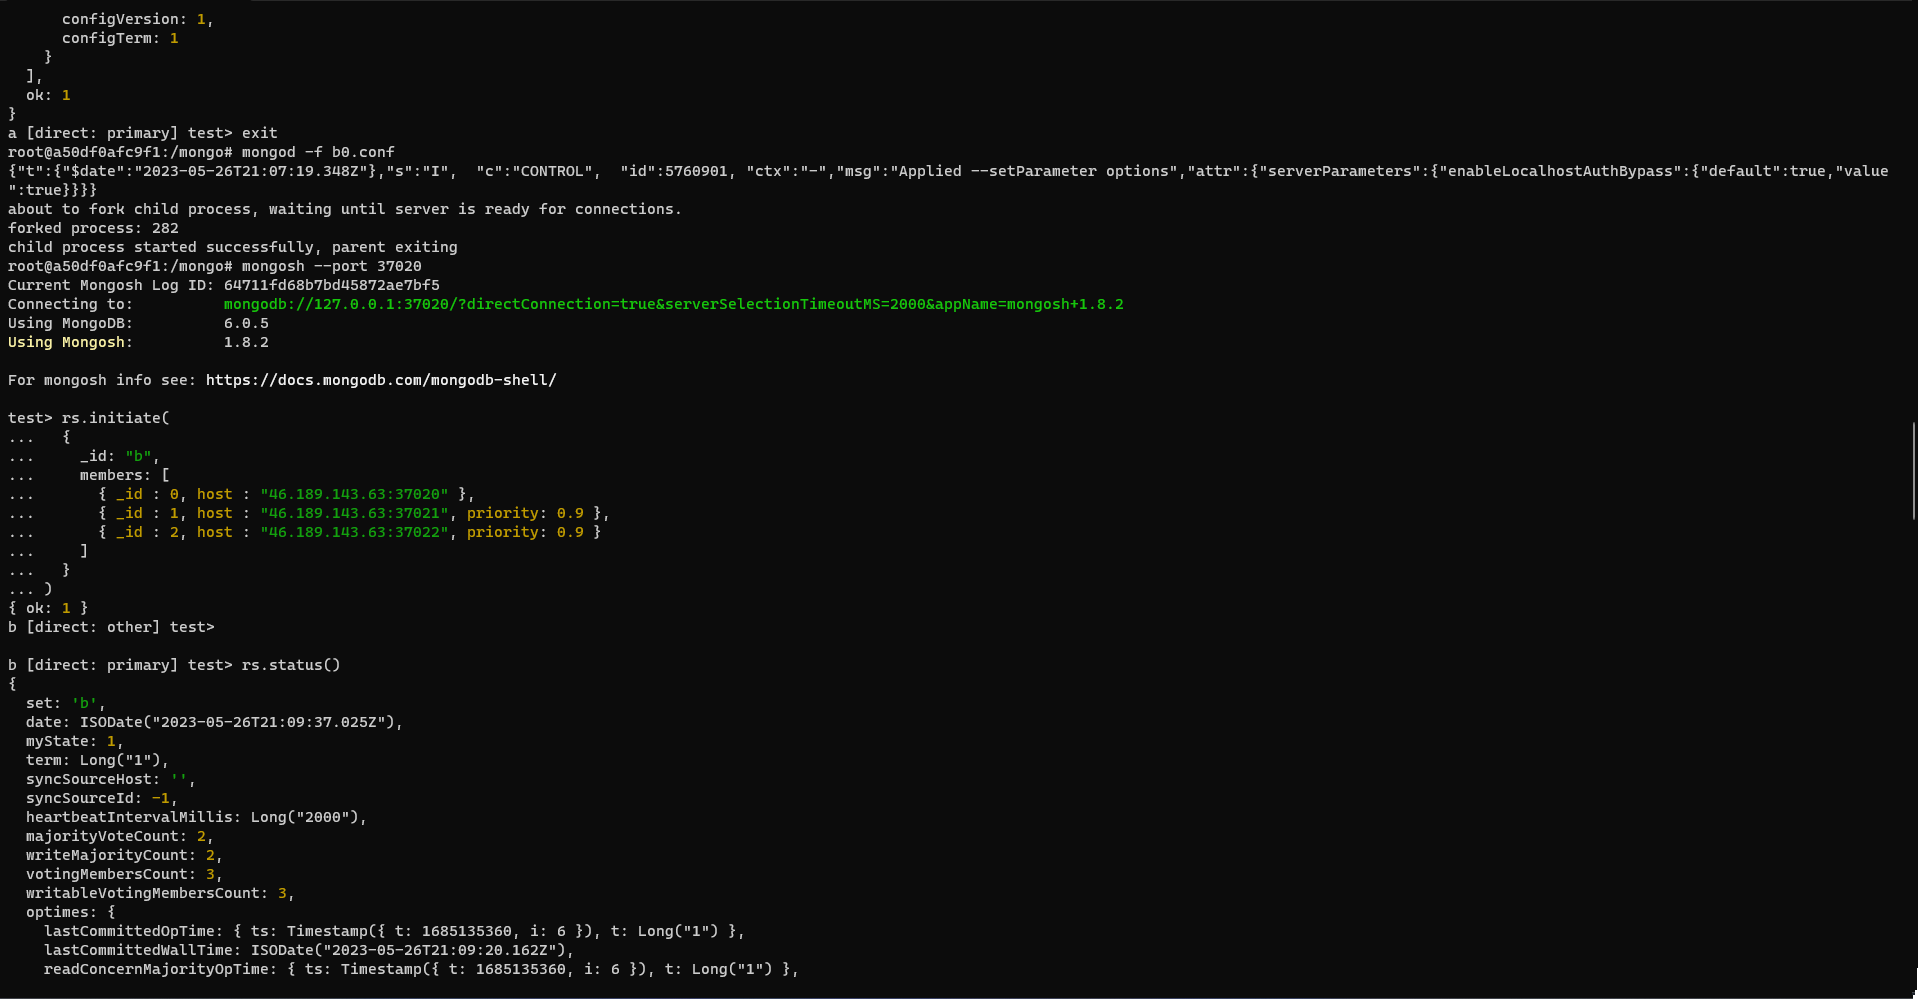 configVersion: 1,
configTerm: 1
}
],
ok: 1
}
a [direct: primary] test> exit
root@a50df0afc9f1:/mongo# mongod -f b0.conf
{"t":{"$date":"2023-05-26T21:07:19.348Z"},"s":"I",  "c":"CONTROL",  "id":5760901, "ctx":"-","msg":"Applied --setParameter options","attr":{"serverParameters":{"enableLocalhostAuthBypass":{"default":true,"value
":true}}}}
about to fork child process, waiting until server is ready for connections.
forked process: 282
child process started successfully, parent exiting
root@a50df0afc9f1:/mongo# mongosh --port 37020
Current Mongosh Log ID: 64711fd68b7bd45872ae7bf5
Connecting to:          mongodb://127.0.0.1:37020/?directConnection=true&serverSelectionTimeoutMS=2000&appName=mongosh+1.8.2
Using MongoDB:          6.0.5
Using Mongosh:          1.8.2
For mongosh info see: https://docs.mongodb.com/mongodb-shell/
test> rs.initiate(
...   {
...     _id: "b",
...     members: [
...       { _id : 0, host : "46.189.143.63:37020" },
...       { _id : 1, host : "46.189.143.63:37021", priority: 0.9 },
...       { _id : 2, host : "46.189.143.63:37022", priority: 0.9 }
...     ]
...   }
... )
{ ok: 1 }
b [direct: other] test>
b [direct: primary] test> rs.status()
{
set: 'b',
date: ISODate("2023-05-26T21:09:37.025Z"),
myState: 1,
term: Long("1"),
syncSourceHost: '',
syncSourceId: -1,
heartbeatIntervalMillis: Long("2000"),
majorityVoteCount: 2,
writeMajorityCount: 2,
votingMembersCount: 3,
writableVotingMembersCount: 3,
optimes: {
lastCommittedOpTime: { ts: Timestamp({ t: 1685135360, i: 6 }), t: Long("1") },
lastCommittedWallTime: ISODate("2023-05-26T21:09:20.162Z"),
readConcernMajorityOpTime: { ts: Timestamp({ t: 1685135360, i: 6 }), t: Long("1") },